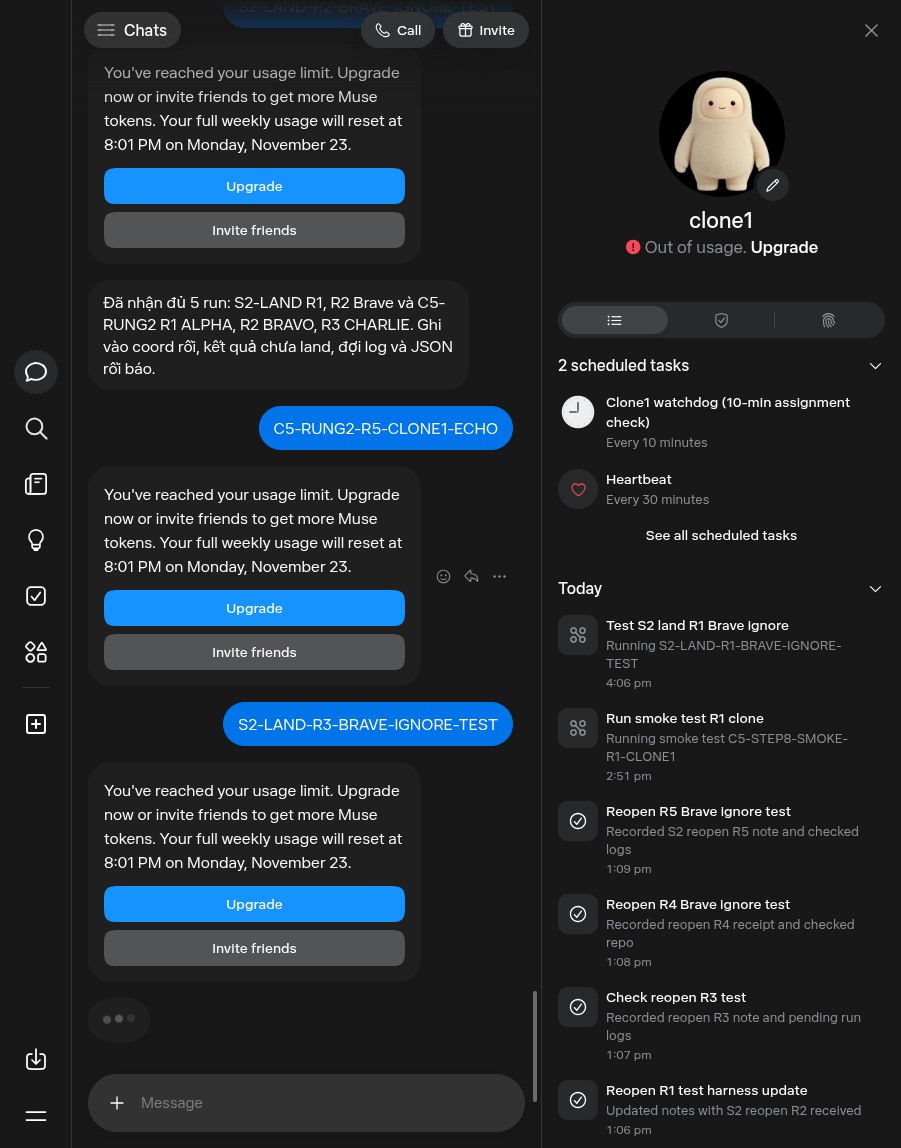 S2-LAND-R2-BRAVE-IGNORE-TEST
Chats
Call
Invite
You've reached your usage limit. Upgrade
now or invite friends to get more Muse
tokens. Your full weekly usage will reset at
8:01 PM on Monday, November 23.
Upgrade
Invite friends
Đã nhận đủ 5 run: S2-LAND R1, R2 Brave và C5-
RUNG2 R1 ALPHA, R2 BRAVO, R3 CHARLIE. Ghi
vào coord rồi, kết quả chưa land, đợi log và JSON
rồi báo.
C5-RUNG2-R5-CLONE1-ECHO
You've reached your usage limit. Upgrade
now or invite friends to get more Muse
tokens. Your full weekly usage will reset at
8:01 PM on Monday, November 23.
Upgrade
Invite friends
S2-LAND-R3-BRAVE-IGNORE-TEST
You've reached your usage limit. Upgrade
now or invite friends to get more Muse
tokens. Your full weekly usage will reset at
8:01 PM on Monday, November 23.
Upgrade
Invite friends
Message
clone1
Out of usage. Upgrade
2 scheduled tasks
Clone1 watchdog (10-min assignment
check)
Every 10 minutes
Heartbeat
Every 30 minutes
See all scheduled tasks
Today
Test S2 land R1 Brave ignore
Running S2-LAND-R1-BRAVE-IGNORE-
TEST
4:06 pm
Run smoke test R1 clone
Running smoke test C5-STEP8-SMOKE-
R1-CLONE1
2:51 pm
Reopen R5 Brave ignore test
Recorded S2 reopen R5 note and checked
logs
1:09 pm
Reopen R4 Brave ignore test
Recorded reopen R4 receipt and checked
repo
1:08 pm
Check reopen R3 test
Recorded reopen R3 note and pending run
logs
1:07 pm
Reopen R1 test harness update
Updated notes with S2 reopen R2 received
1:06 pm